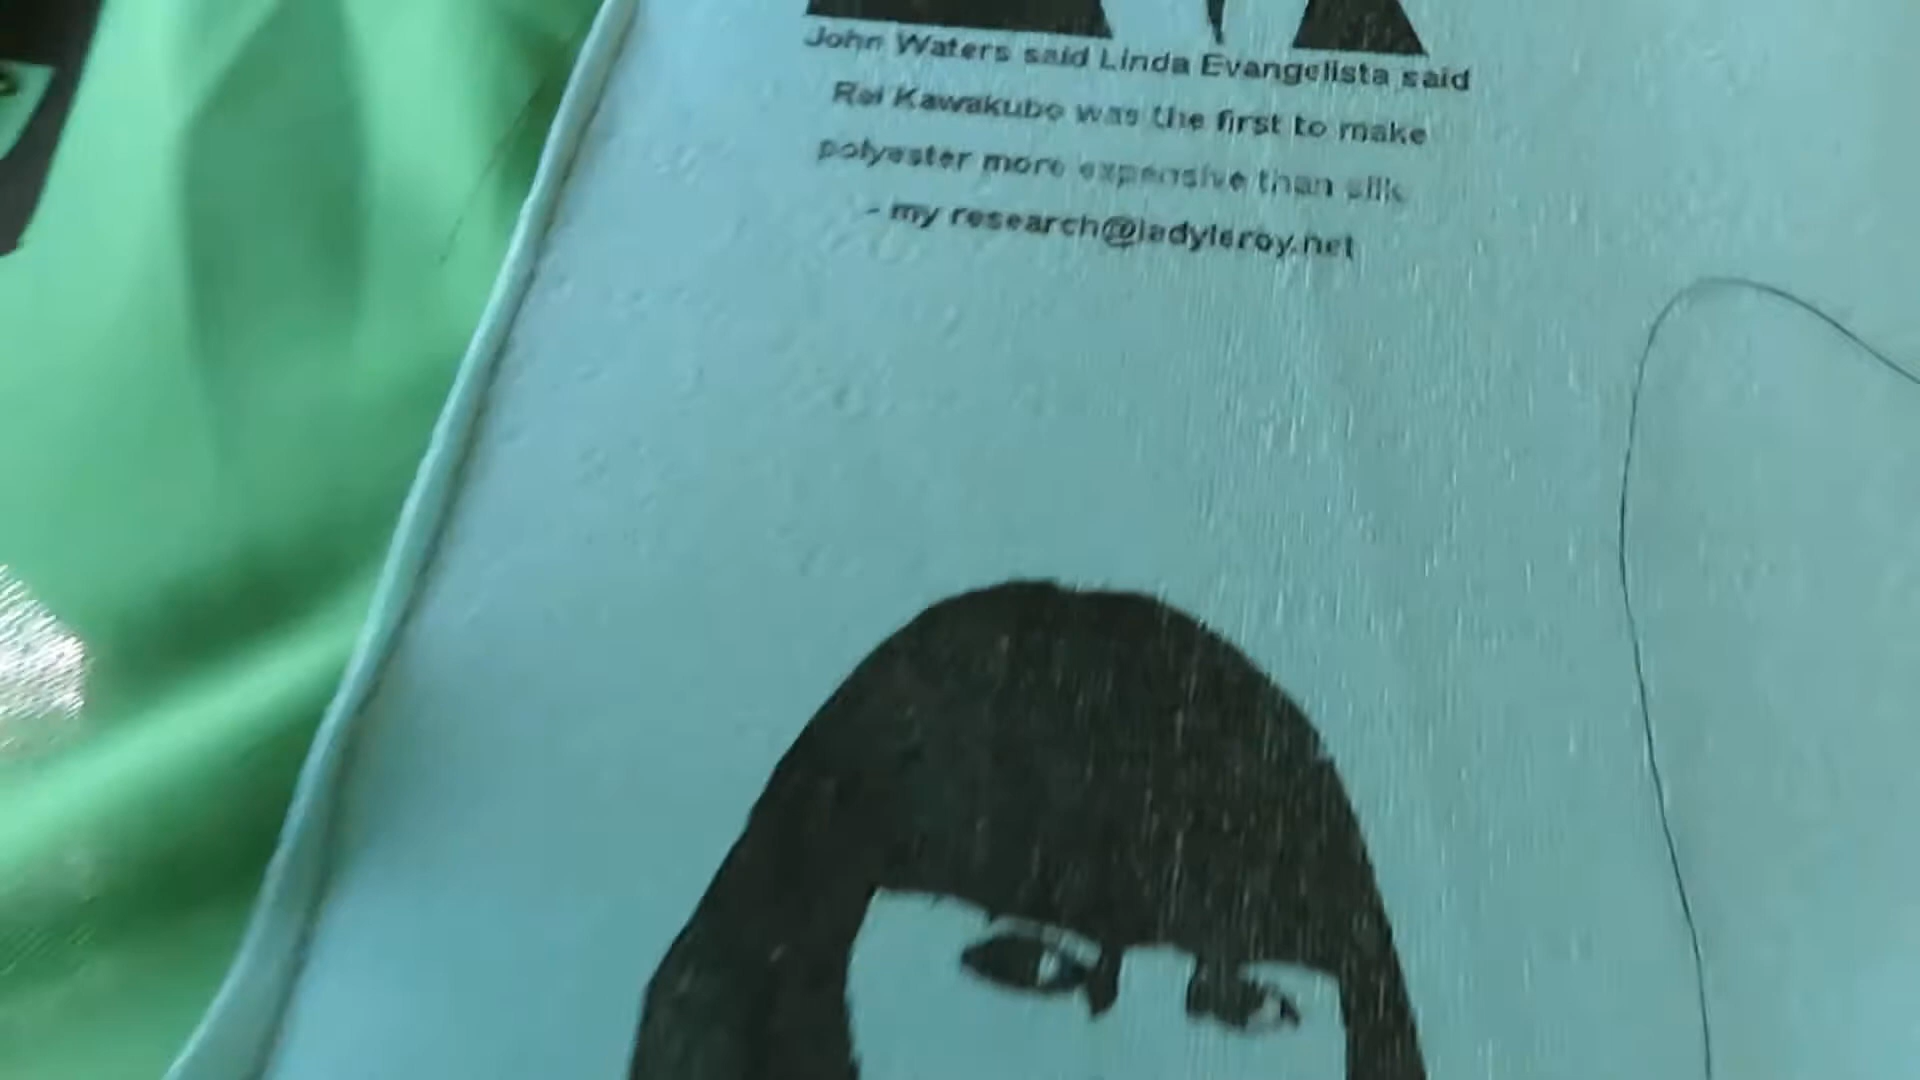 John Waters said Linda Evangelista said
Rei Kawakubo was the first to make
polyester more expensive than silk
- my research@ladyleroy.net